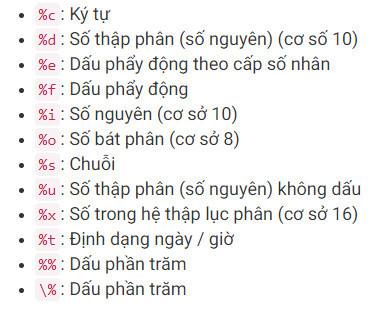 %c: Ký tự
%d: Số thập phân (số nguyên) (cơ số 10)
%e: Dấu phẩy động theo cấp số nhân
%f: Dấu phẩy động
%i: Số nguyên (cơ sở 10)
%o: Số bát phân (cơ sở 8)
%s: Chuỗi
%u: Số thập phân (số nguyên) không dấu
%x: Số trong hệ thập lục phân (cơ sở 16)
%t: Định dạng ngày / giờ
%%: Dấu phần trăm
\%: Dấu phần trăm